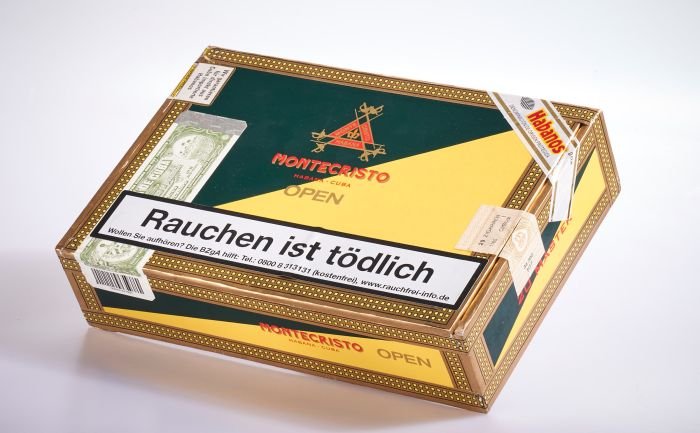 Habanos
HABANA
MONTECRISTO
HABANA - CUBA
OPEN
Rauchen ist tödlich
Wollen Sie aufhören? Die BZgA hilft: Tel.: 0800 8 313131 (kostenfrei), www.rauchfrei-info.de
MONTECRISTO
HABANA - CUBA
OPEN